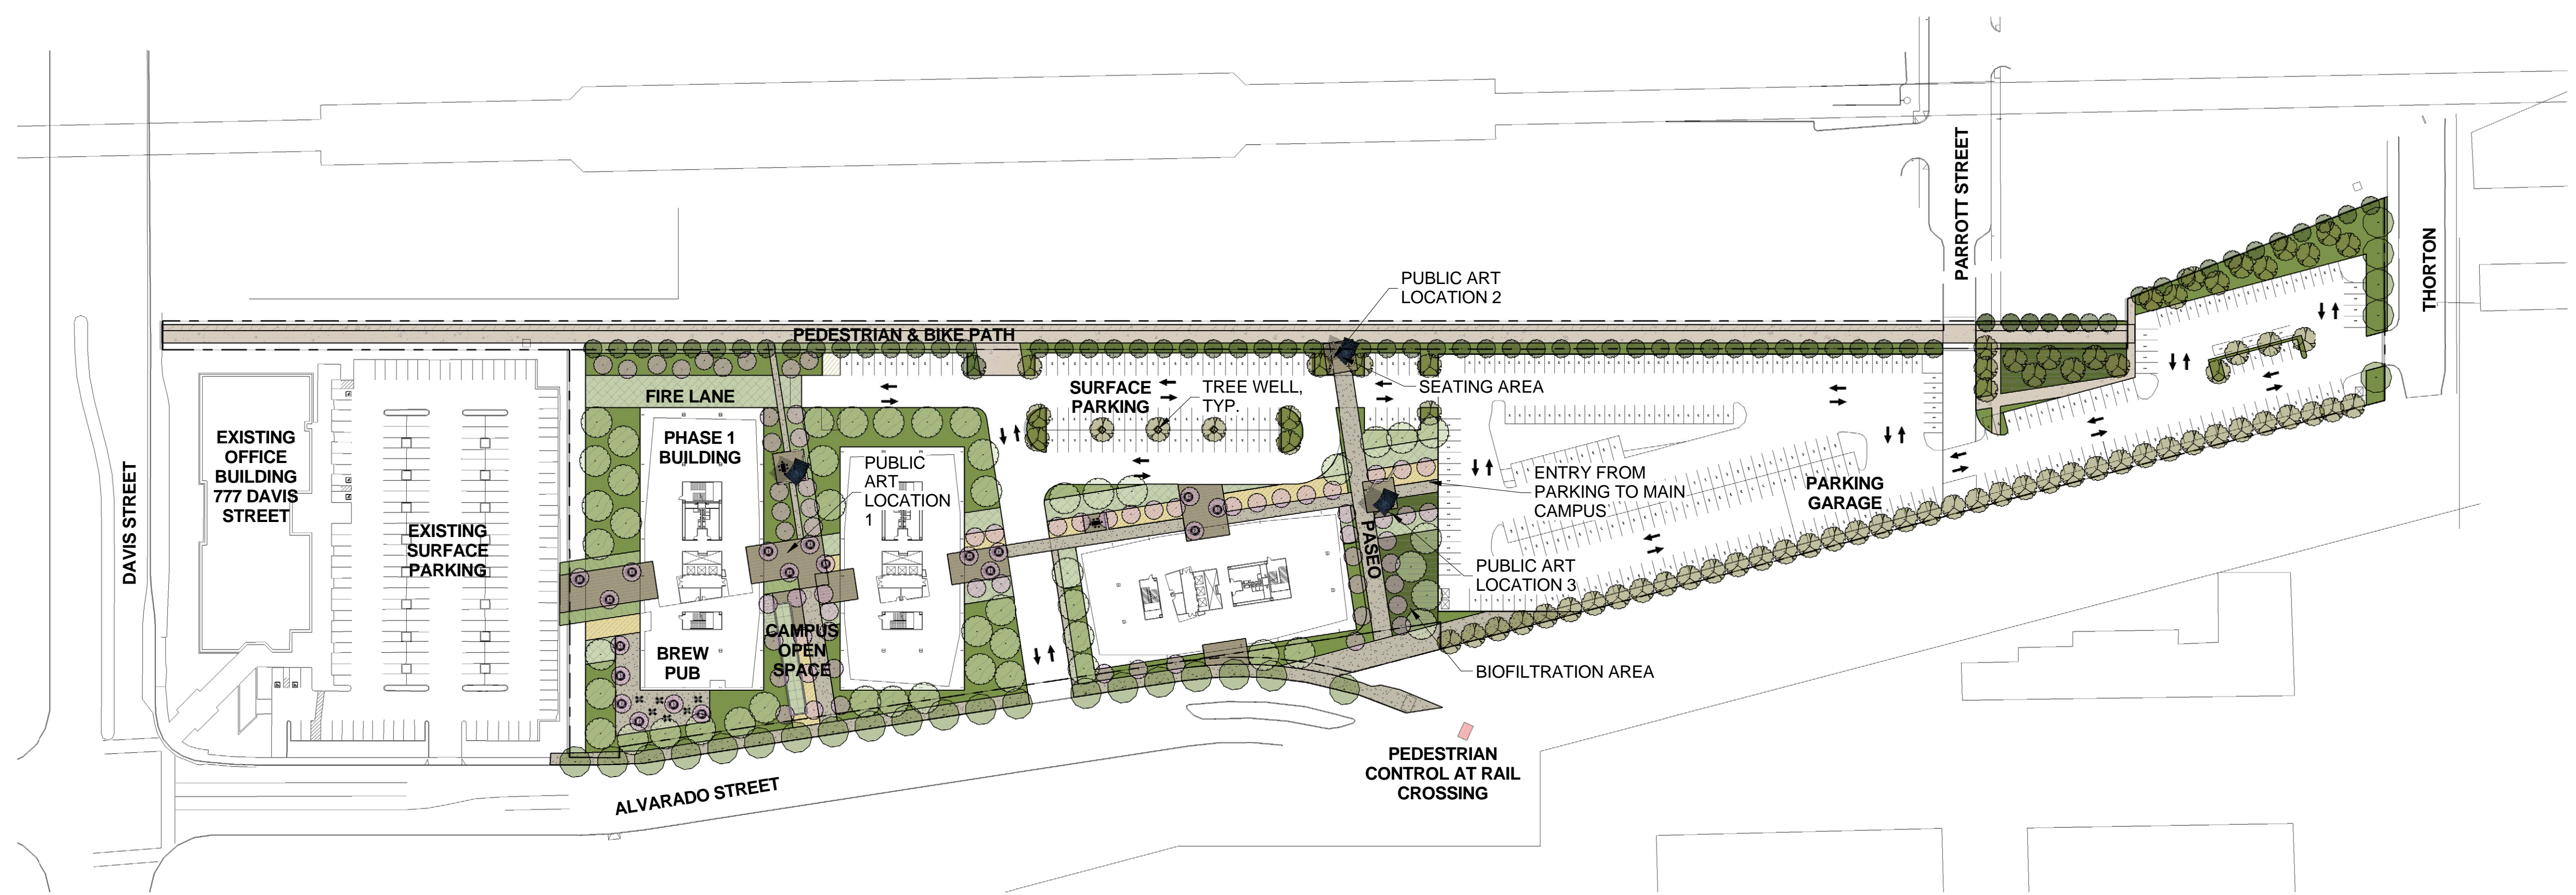 PUBLIC ART
LOCATION 2
PARROTT STREET
THORTON
PEDESTRIAN & BIKE PATH
FIRE LANE
SURFACE
PARKING
TREE WELL,
TYP.
SEATING AREA
EXISTING
OFFICE
BUILDING
777 DAVIS
STREET
DAVIS STREET
EXISTING
SURFACE
PARKING
PHASE 1
BUILDING
PUBLIC
ART
LOCATION
1
ENTRY FROM
PARKING TO MAIN
CAMPUS
PARKING
GARAGE
PASEO
PUBLIC ART
LOCATION 3
BREW
PUB
CAMPUS
OPEN
SPACE
BIOFILTRATION AREA
ALVARADO STREET
PEDESTRIAN
CONTROL AT RAIL
CROSSING